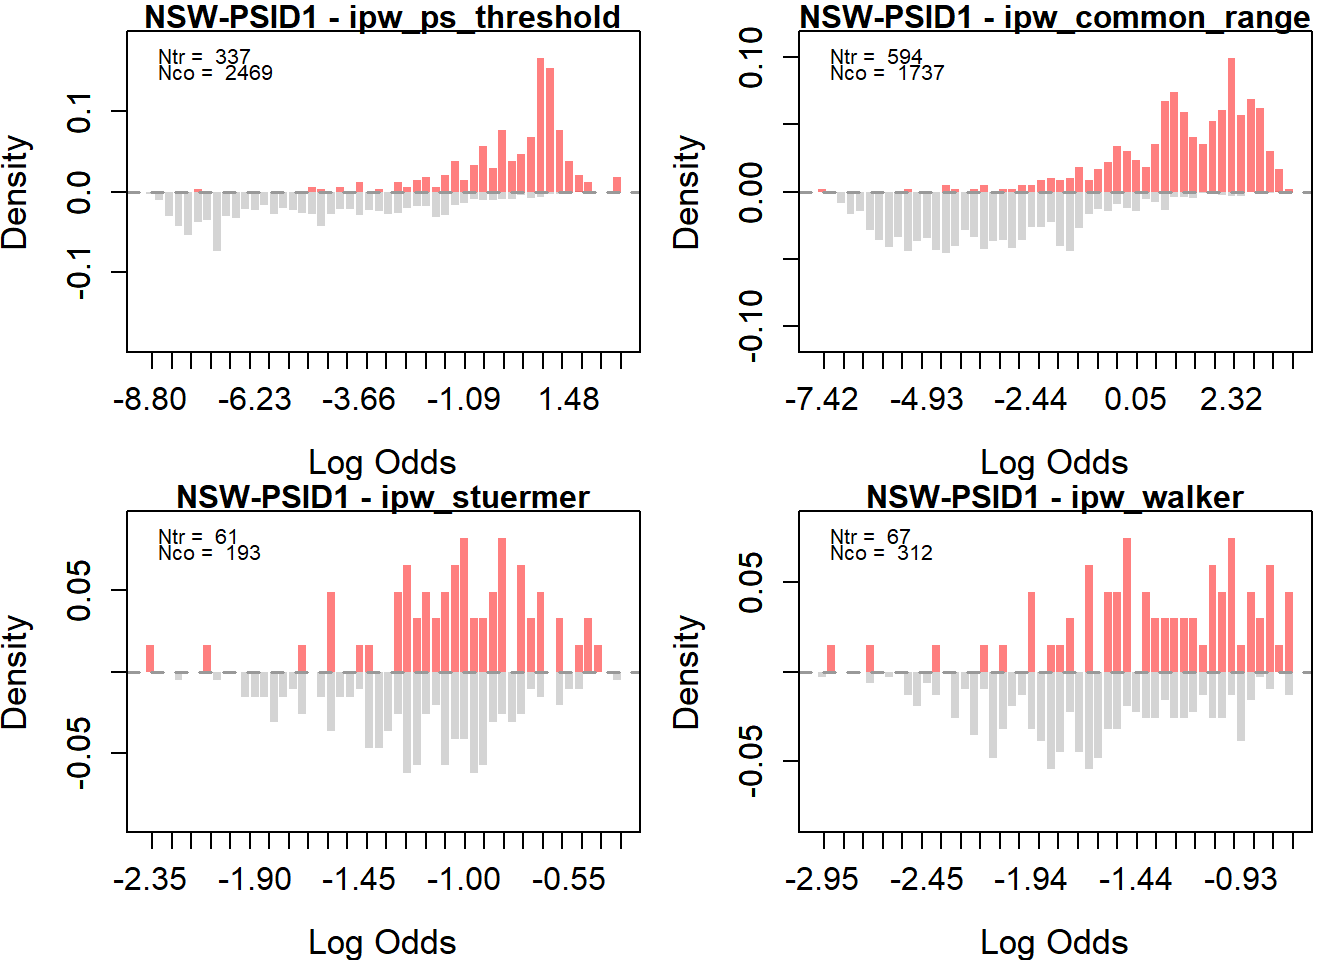 NSW-PSID1 - ipw_ps_threshold
Ntr = 337
Nco = 2469
Density
0.1
0.0
-0.1
-8.80 -6.23 -3.66 -1.09 1.48
Log Odds
NSW-PSID1 - ipw_common_range
Ntr = 594
Nco = 1737
Density
0.10
0.00
-0.10
-7.42 -4.93 -2.44 0.05 2.32
Log Odds
NSW-PSID1 - ipw_stuermer
Ntr = 61
Nco = 193
Density
0.05
-0.05
-2.35 -1.90 -1.45 -1.00 -0.55
Log Odds
NSW-PSID1 - ipw_walker
Ntr = 67
Nco = 312
Density
0.05
-0.05
-2.95 -2.45 -1.94 -1.44 -0.93
Log Odds